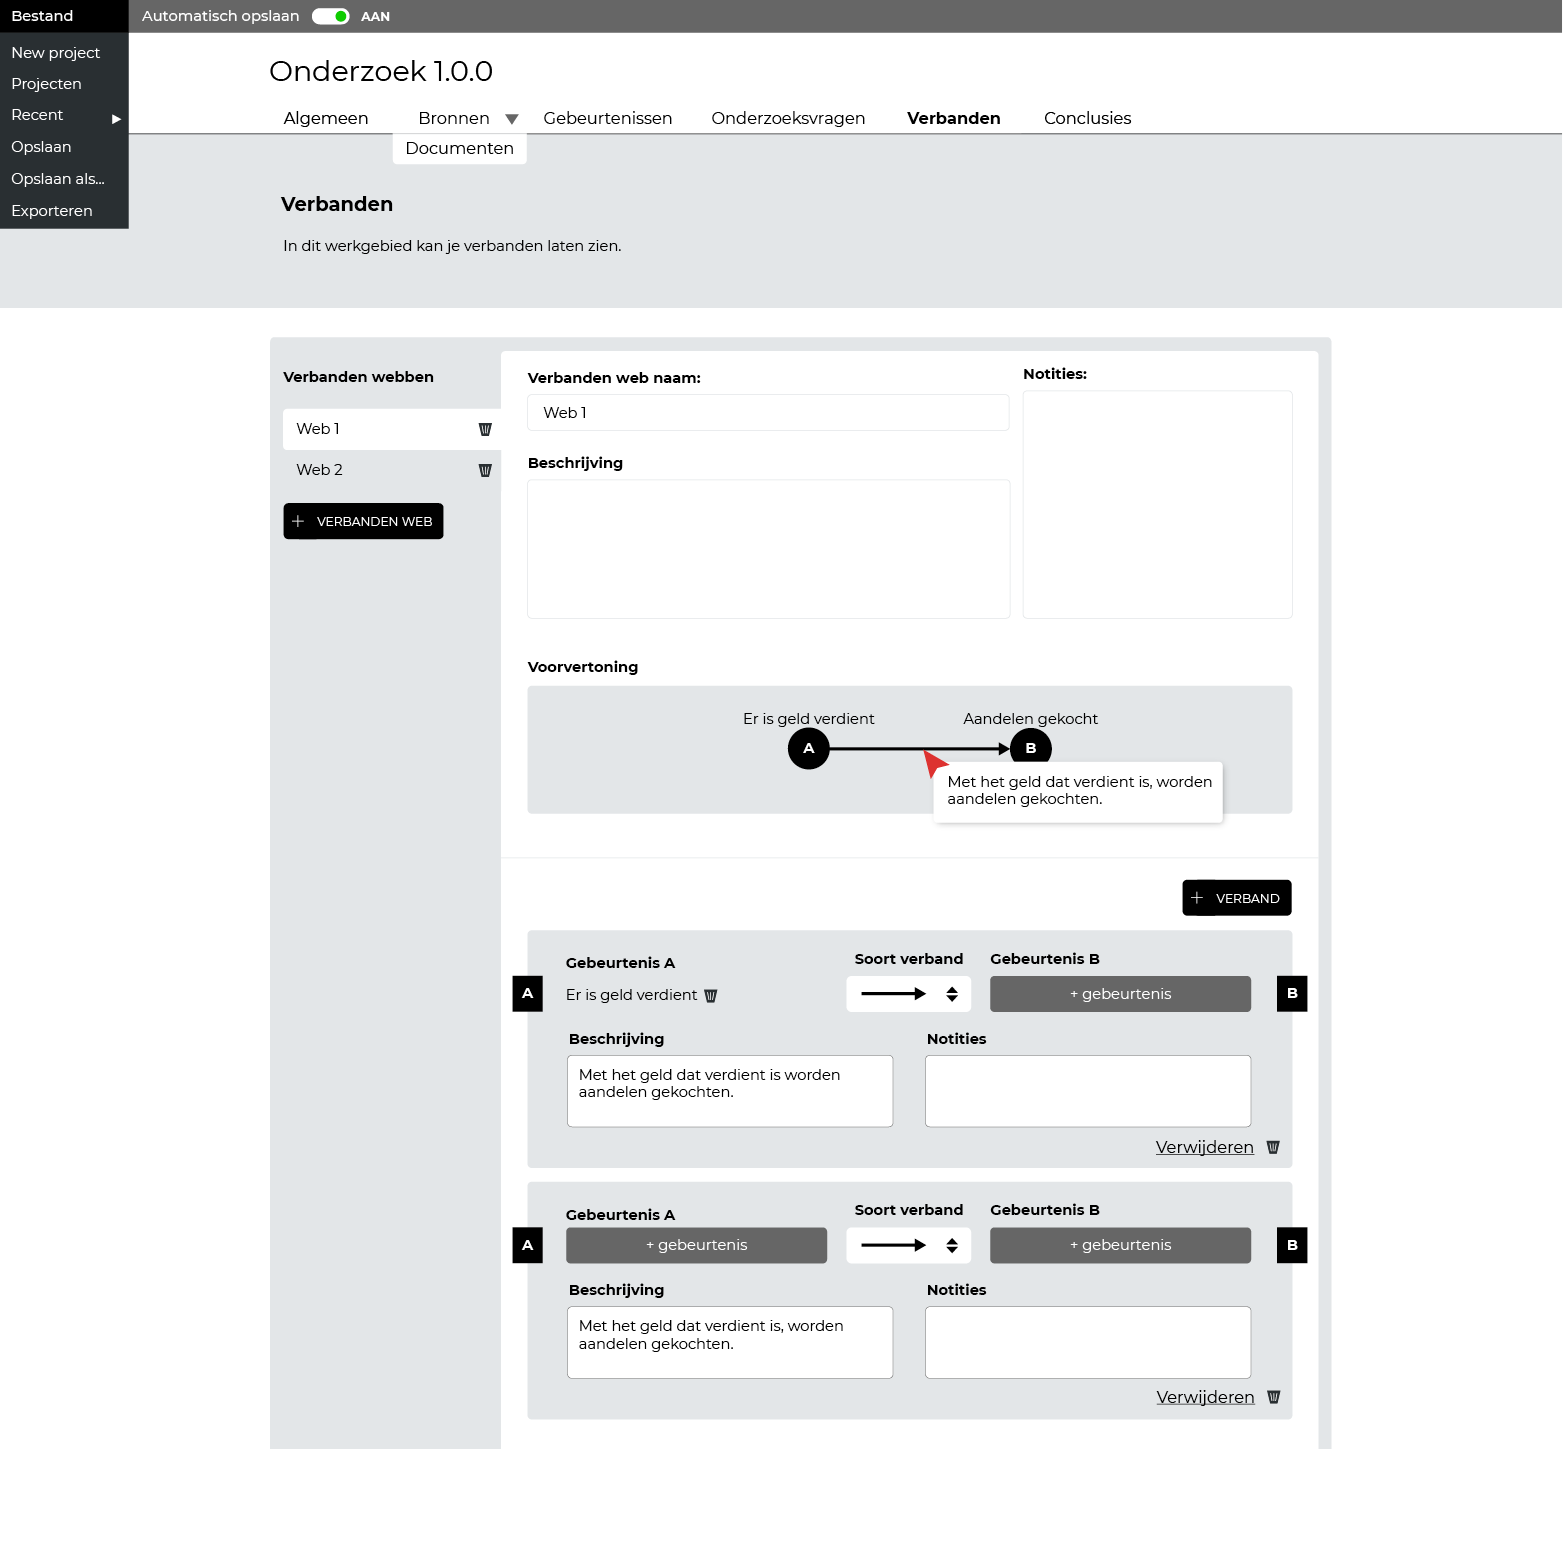 Bestand
Automatisch opslaan AAN
New project
Projecten
Recent
Opslaan
Opslaan als...
Exporteren
Onderzoek 1.0.0
Algemeen Bronnen Gebeurtenissen Onderzoeksvragen Verbanden Conclusies
Documenten
Verbanden
In dit werkgebied kan je verbanden laten zien.
Verbanden webben
Web 1
Web 2
+ VERBANDEN WEB
Verbanden web naam:
Web 1
Notities:
Beschrijving
Voorvertoning
Er is geld verdient Aandelen gekocht
A B
Met het geld dat verdient is, worden
aandelen gekochten.
+ VERBAND
Gebeurtenis A Soort verband Gebeurtenis B
A Er is geld verdient + gebeurtenis B
Beschrijving Notities
Met het geld dat verdient is worden
aandelen gekochten.
Verwijderen
Gebeurtenis A Soort verband Gebeurtenis B
A + gebeurtenis + gebeurtenis B
Beschrijving Notities
Met het geld dat verdient is, worden
aandelen gekochten.
Verwijderen